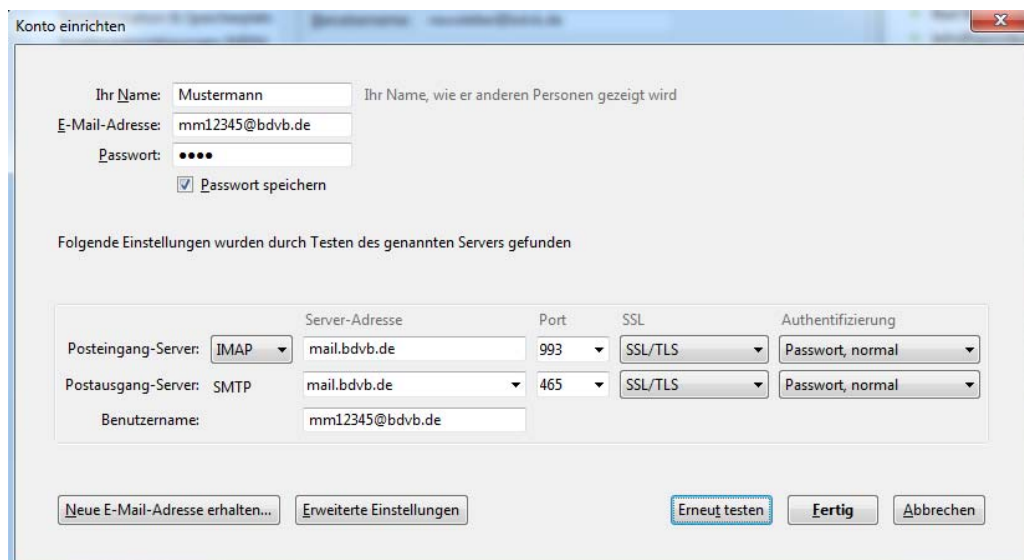 Konto einrichten
Ihr Name: Mustermann Ihr Name, wie er anderen Personen gezeigt wird
E-Mail-Adresse: mm12345@bdvb.de
Passwort: ●●●●
Passwort speichern
Folgende Einstellungen wurden durch Testen des genannten Servers gefunden
Server-Adresse Port SSL Authentifizierung
Posteingang-Server: IMAP mail.bdvb.de 993 SSL/TLS Passwort, normal
Postausgang-Server: SMTP mail.bdvb.de 465 SSL/TLS Passwort, normal
Benutzername: mm12345@bdvb.de
Neue E-Mail-Adresse erhalten... Erweiterte Einstellungen Erneut testen Fertig Abbrechen